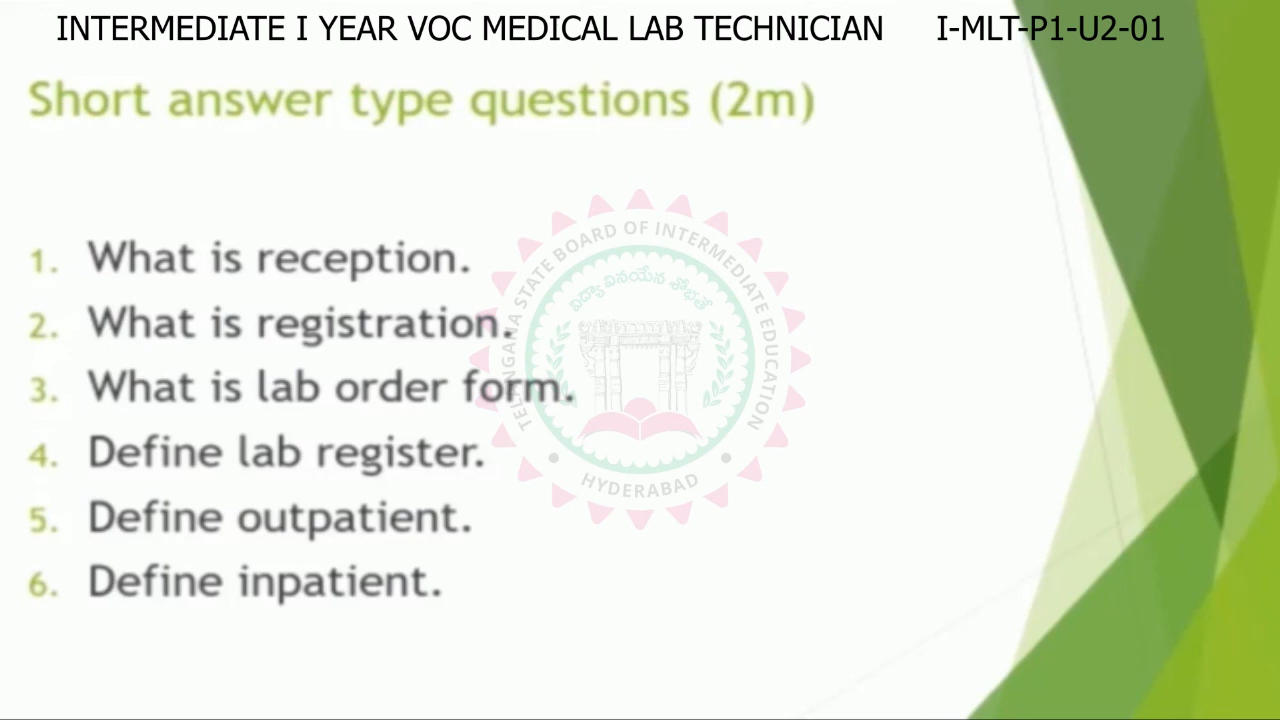 INTERMEDIATE I YEAR VOC MEDICAL LAB TECHNICIAN I-MLT-P1-U2-01
Short answer type questions (2m)
1. What is reception.
2. What is registration.
3. What is lab order form.
4. Define lab register.
5. Define outpatient.
6. Define inpatient.
TELANGANA STATE BOARD OF INTERMEDIATE EDUCATION
విద్యా వినయేన శోభతే
HYDERABAD